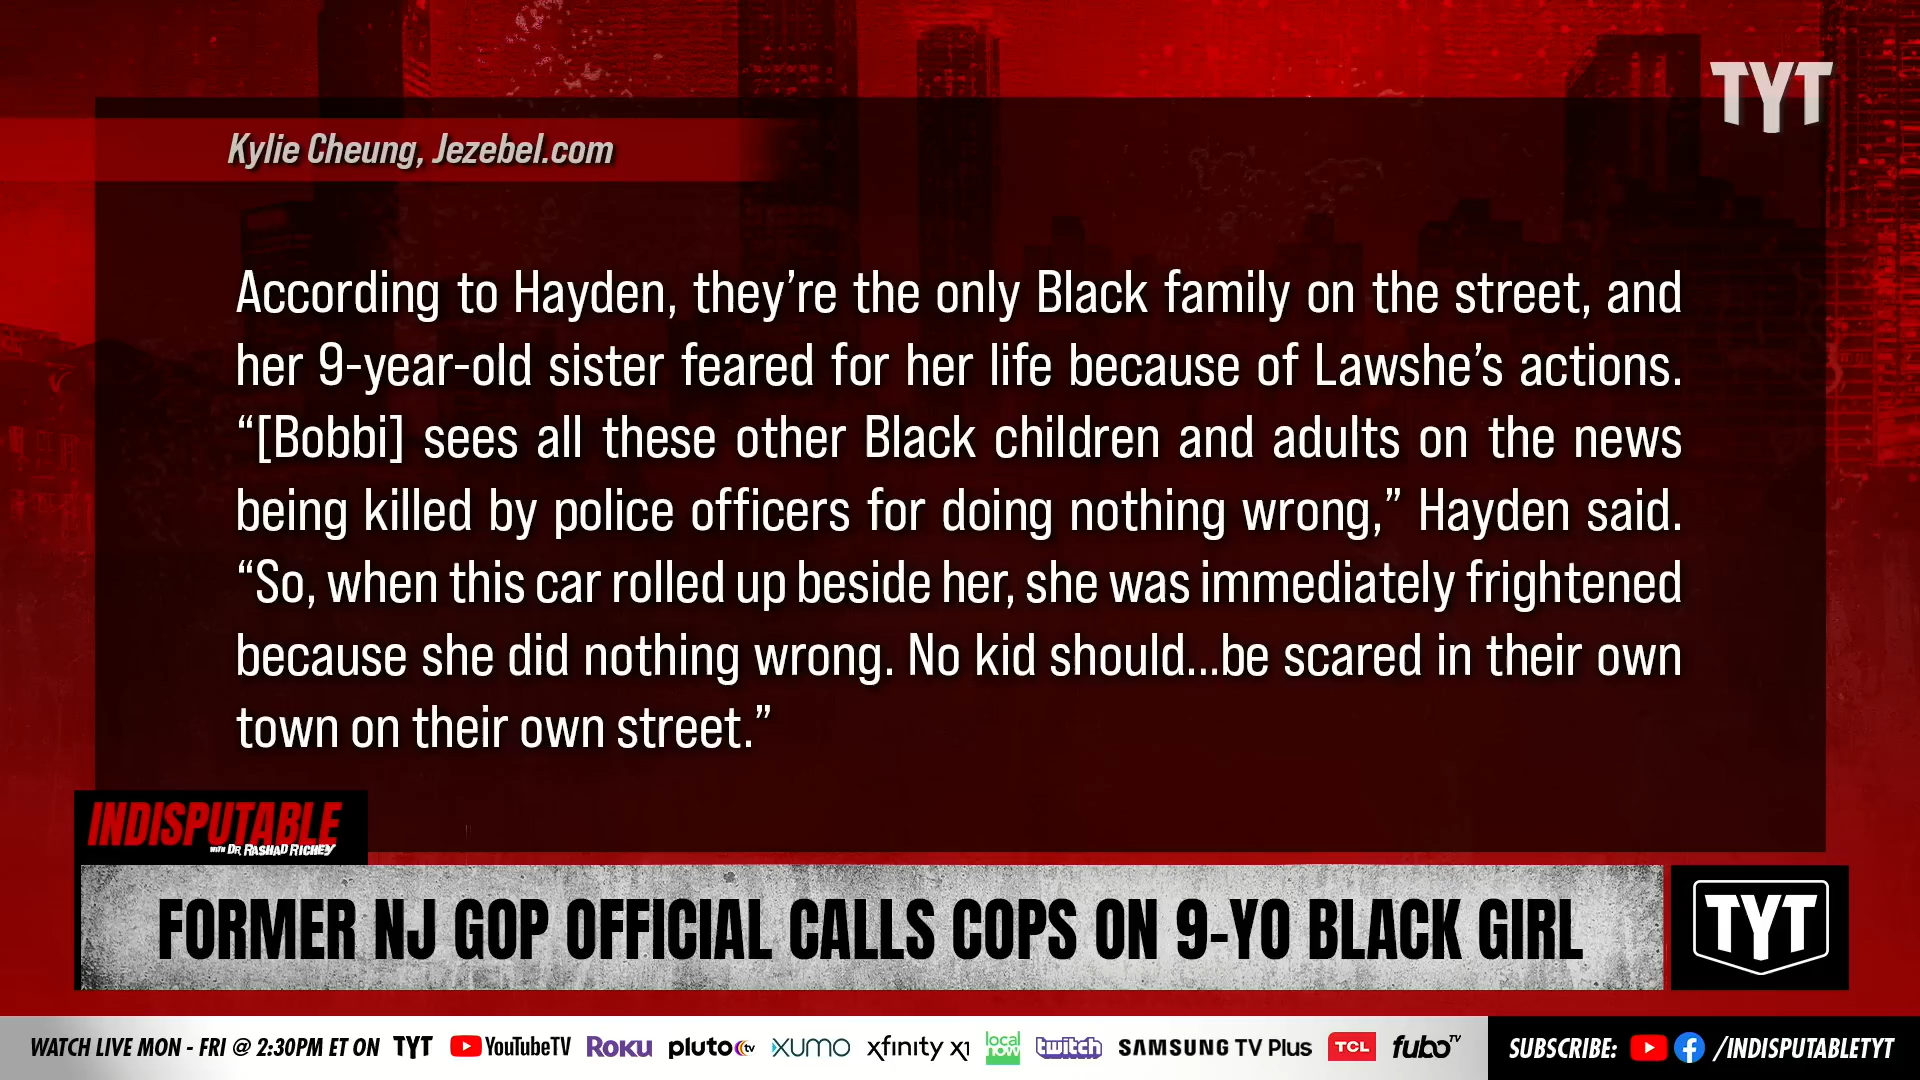 TYT
Kylie Cheung, Jezebel.com
According to Hayden, they’re the only Black family on the street, and
her 9-year-old sister feared for her life because of Lawshe’s actions.
“[Bobbi] sees all these other Black children and adults on the news
being killed by police officers for doing nothing wrong,” Hayden said.
“So, when this car rolled up beside her, she was immediately frightened
because she did nothing wrong. No kid should...be scared in their own
town on their own street.”
INDISPUTABLE
WITH DR RASHAD RICHEY
FORMER NJ GOP OFFICIAL CALLS COPS ON 9-YO BLACK GIRL
TYT
WATCH LIVE MON - FRI @ 2:30PM ET ON TYT YouTubeTV ROKU pluto tv XUMO xfinity x1 local now twitch SAMSUNG TV Plus TCL fubo TV SUBSCRIBE: /INDISPUTABLETYT